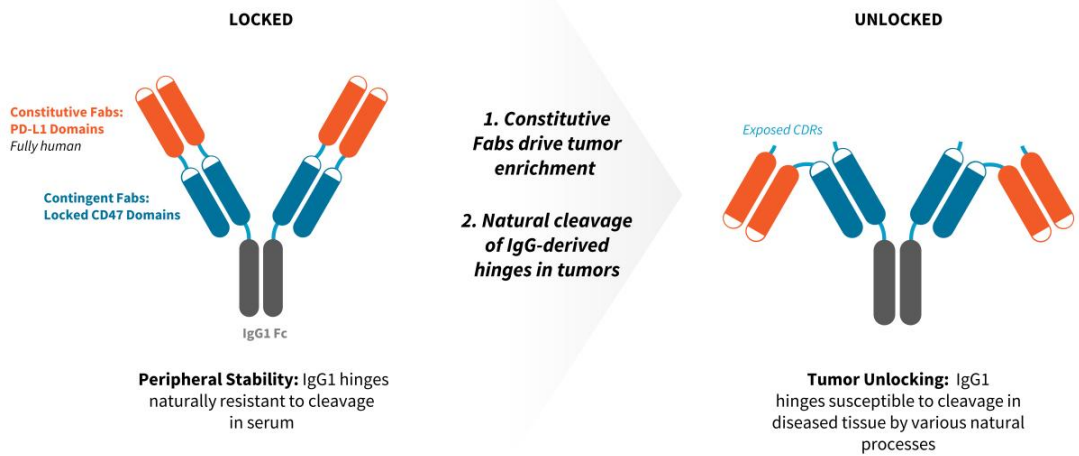 LOCKED
Constitutive Fabs:
PD-L1 Domains
Fully human
Contingent Fabs:
Locked CD47 Domains
IgG1 Fc
Peripheral Stability: IgG1 hinges
naturally resistant to cleavage
in serum
1. Constitutive
Fabs drive tumor
enrichment
2. Natural cleavage
of IgG-derived
hinges in tumors
UNLOCKED
Exposed CDRs
Tumor Unlocking: IgG1
hinges susceptible to cleavage in
diseased tissue by various natural
processes